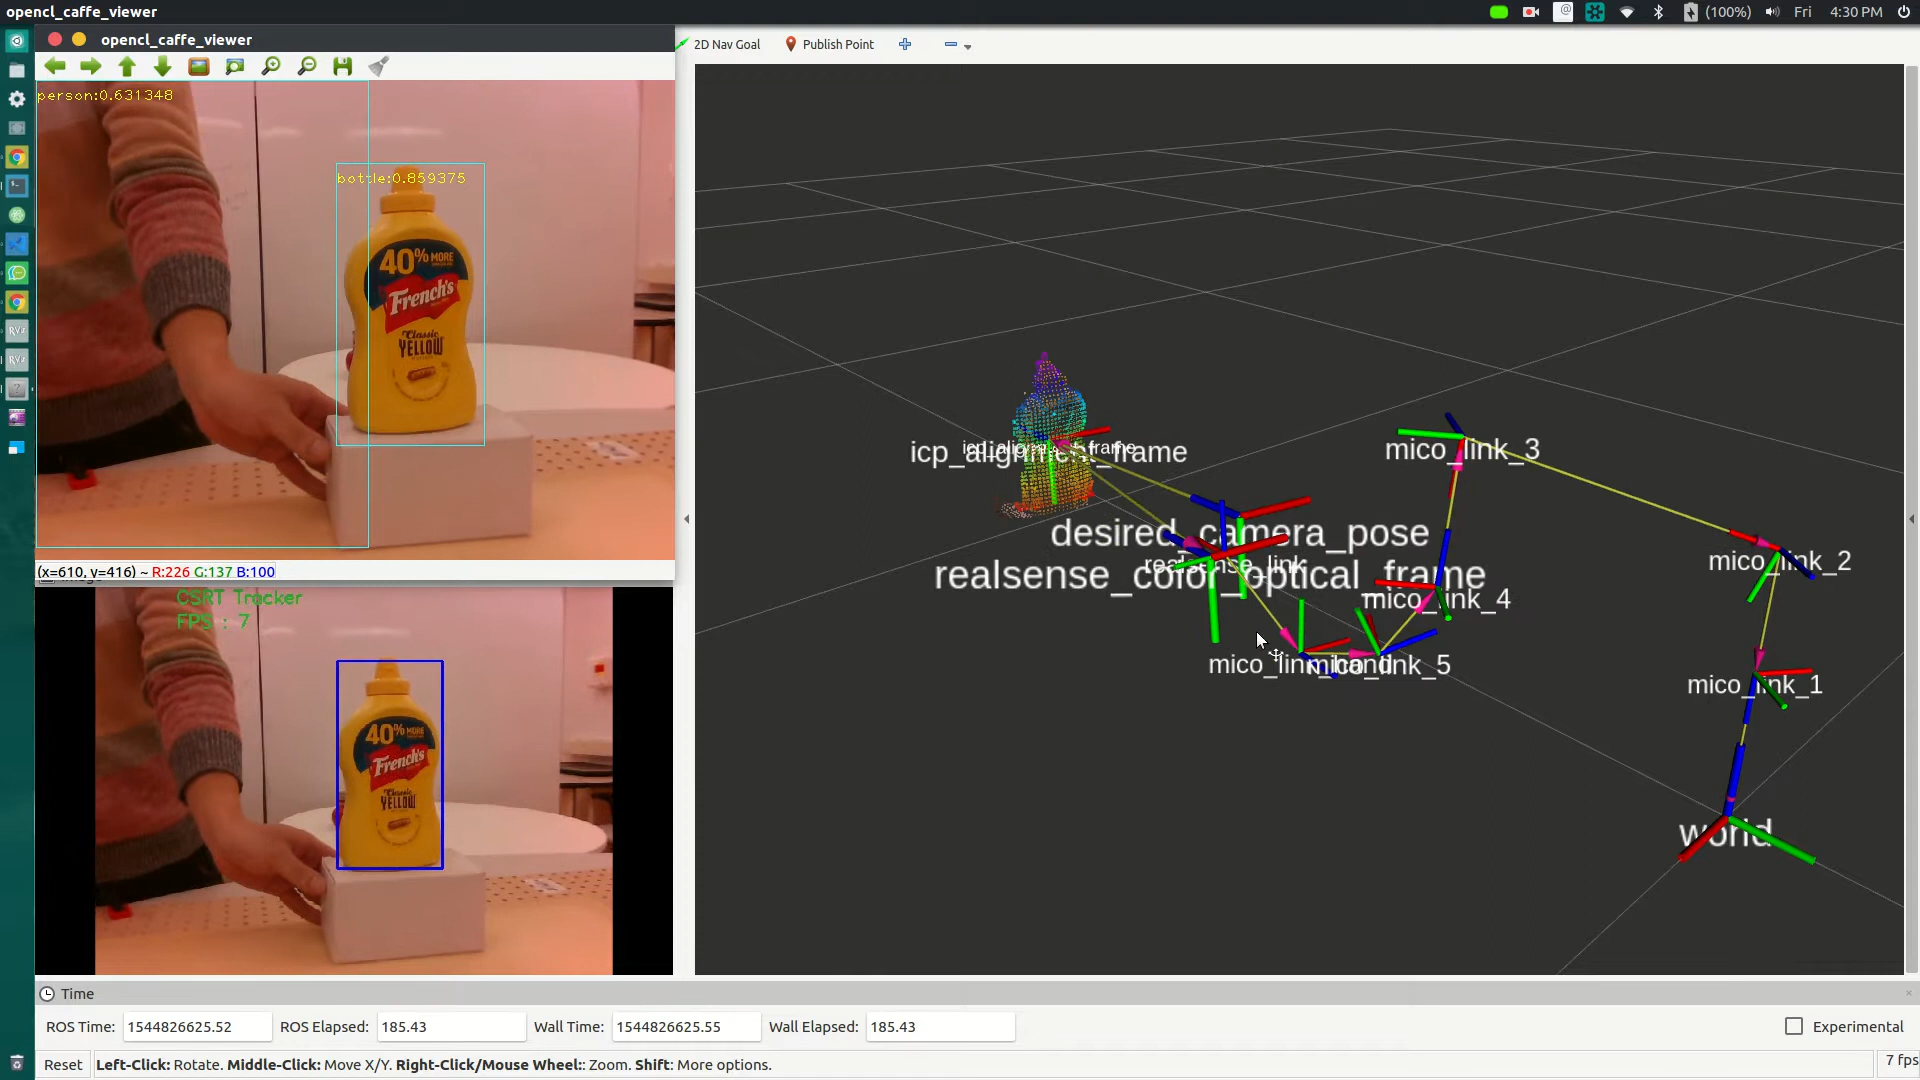 opencl_caffe_viewer
(100%)
Fri
4:30 PM
opencl_caffe_viewer
2D Nav Goal
Publish Point
person:0.631348
bottle:0.859375
40% MORE
French's
Classic
YELLOW
(x=610, y=416) ~ R:226 G:137 B:100
CSRT Tracker
FPS : 7
40% MORE
French's
Classic
YELLOW
icp_alignment_frame
desired_camera_pose
realsense_link
realsense_color_optical_frame
mico_link_3
mico_link_2
mico_link_4
mico_link_5
mico_link_1
world
Time
ROS Time: 1544826625.52 ROS Elapsed: 185.43 Wall Time: 1544826625.55 Wall Elapsed: 185.43 Experimental
Reset Left-Click: Rotate. Middle-Click: Move X/Y. Right-Click/Mouse Wheel:: Zoom. Shift: More options.
7 fps